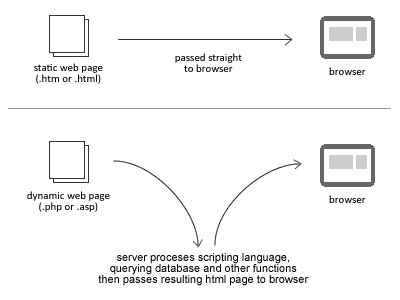 static web page
(.htm or .html)
passed straight
to browser
browser
dynamic web page
(.php or .asp)
browser
server proceses scripting language,
querying database and other functions
then passes resulting html page to browser